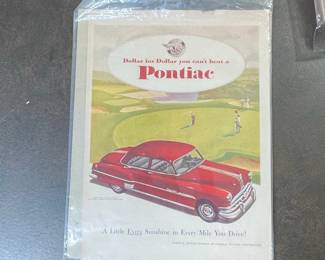 Dollar for Dollar you can't beat a
Pontiac
A Little Extra Sunshine in Every Mile You Drive!